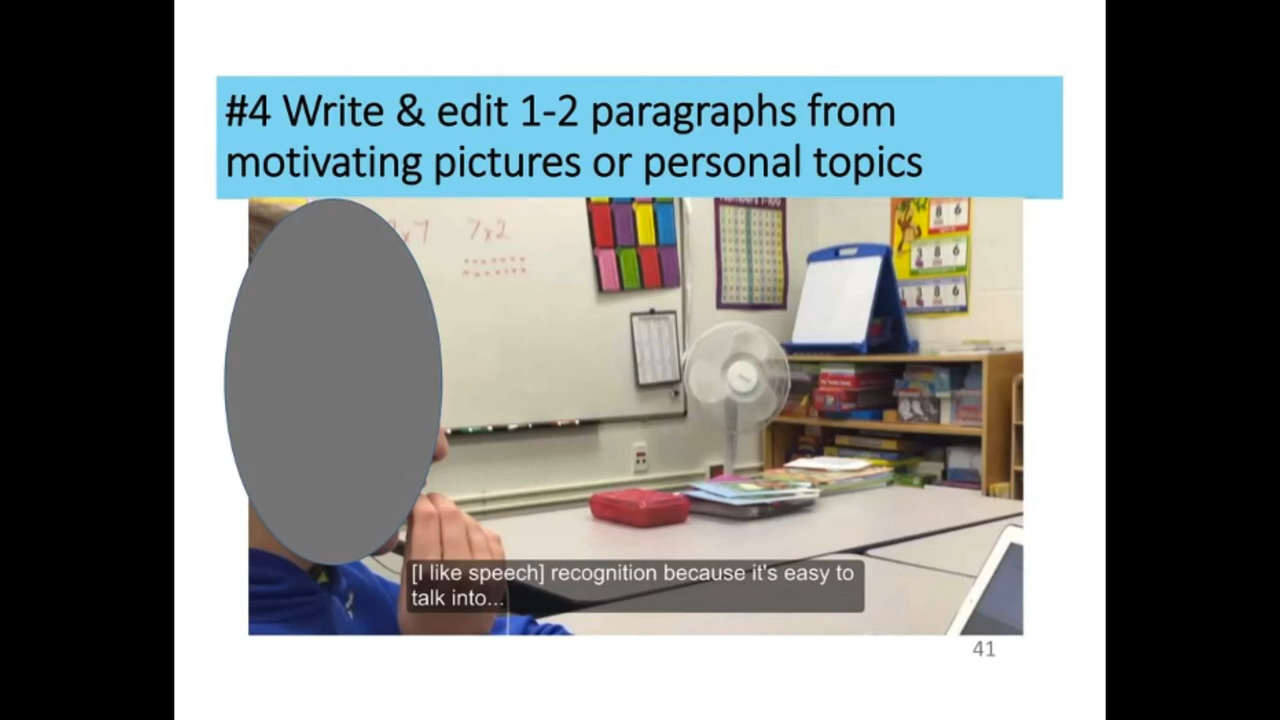 #4 Write & edit 1-2 paragraphs from
motivating pictures or personal topics
7x2
[I like speech] recognition because it's easy to
talk into...
41